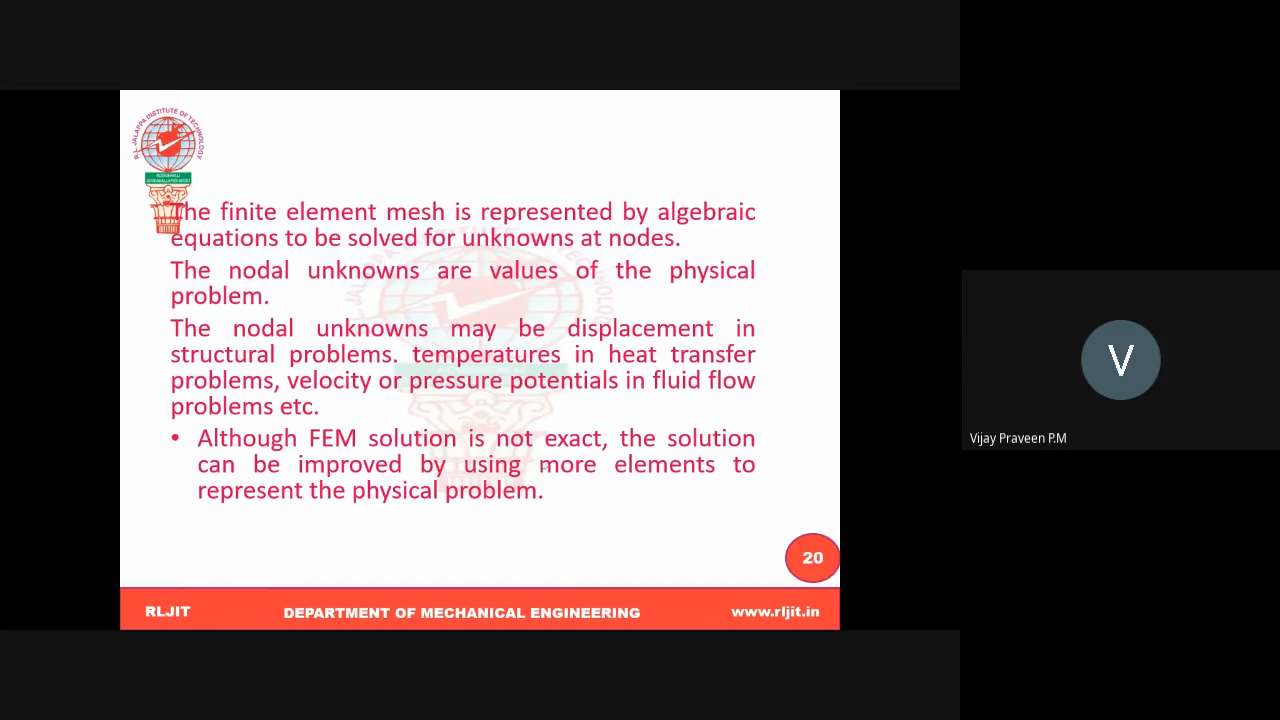 R.L. JALAPPA INSTITUTE OF TECHNOLOGY
The finite element mesh is represented by algebraic
equations to be solved for unknowns at nodes.
The nodal unknowns are values of the physical
problem.
The nodal unknowns may be displacement in
structural problems. temperatures in heat transfer
problems, velocity or pressure potentials in fluid flow
problems etc.
• Although FEM solution is not exact, the solution
can be improved by using more elements to
represent the physical problem.
20
RLJIT
DEPARTMENT OF MECHANICAL ENGINEERING
www.rljit.in
V
Vijay Praveen P.M